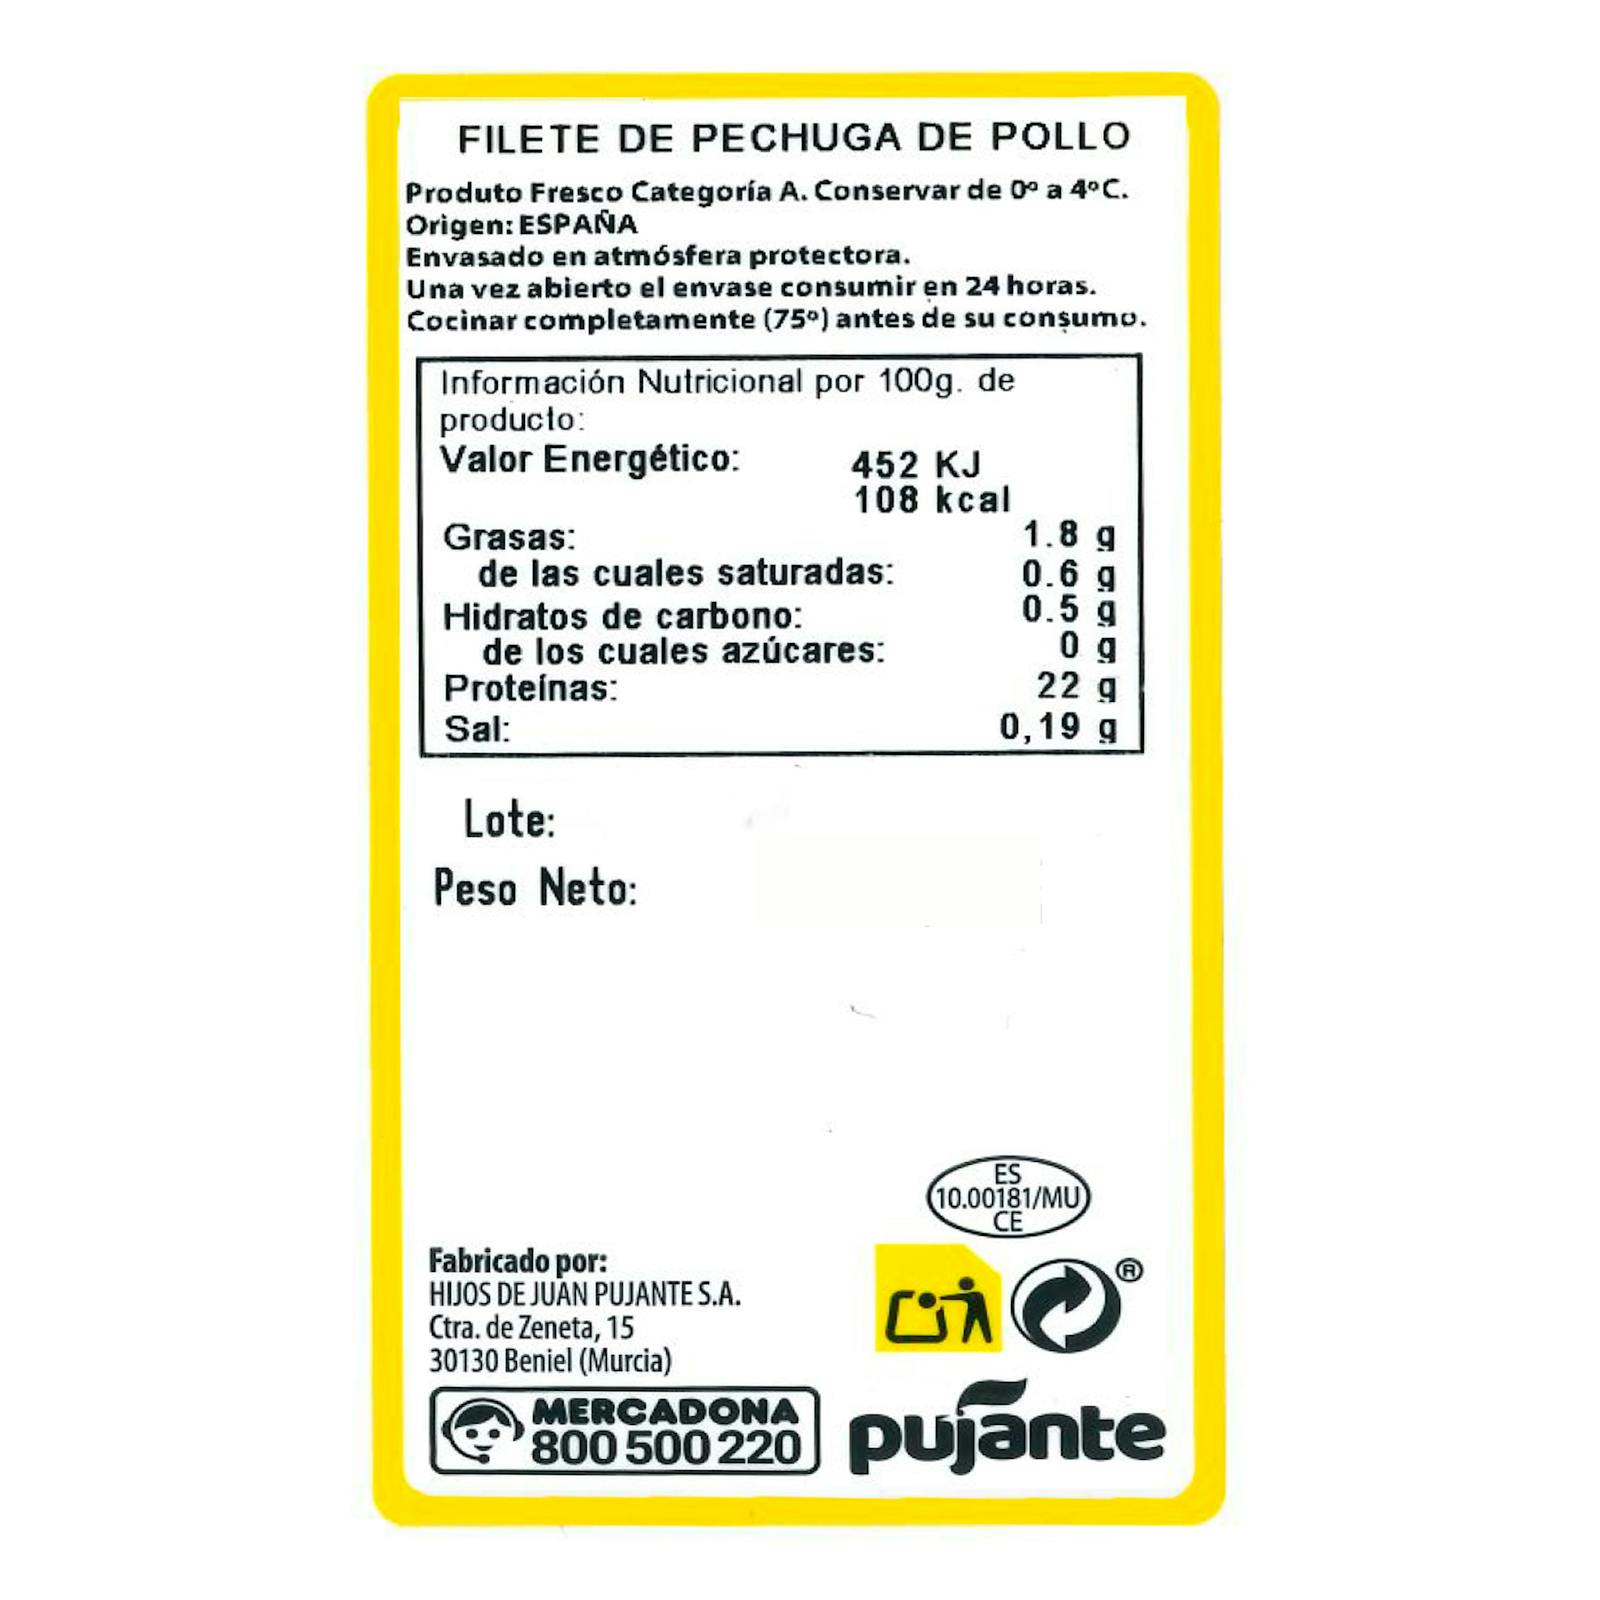 FILETE DE PECHUGA DE POLLO
Produto Fresco Categoría A. Conservar de 0º a 4ºC.
Origen: ESPAÑA
Envasado en atmósfera protectora.
Una vez abierto el envase consumir en 24 horas.
Cocinar completamente (75º) antes de su consumo.
Información Nutricional por 100g. de
producto:
Valor Energético: 452 KJ
108 kcal
Grasas: 1.8 g
de las cuales saturadas: 0.6 g
Hidratos de carbono: 0.5 g
de los cuales azúcares: 0 g
Proteínas: 22 g
Sal: 0,19 g
Lote:
Peso Neto:
ES
10.00181/MU
CE
Fabricado por:
HIJOS DE JUAN PUJANTE S.A.
Ctra. de Zeneta, 15
30130 Beniel (Murcia)
®
MERCADONA
800 500 220
pujante